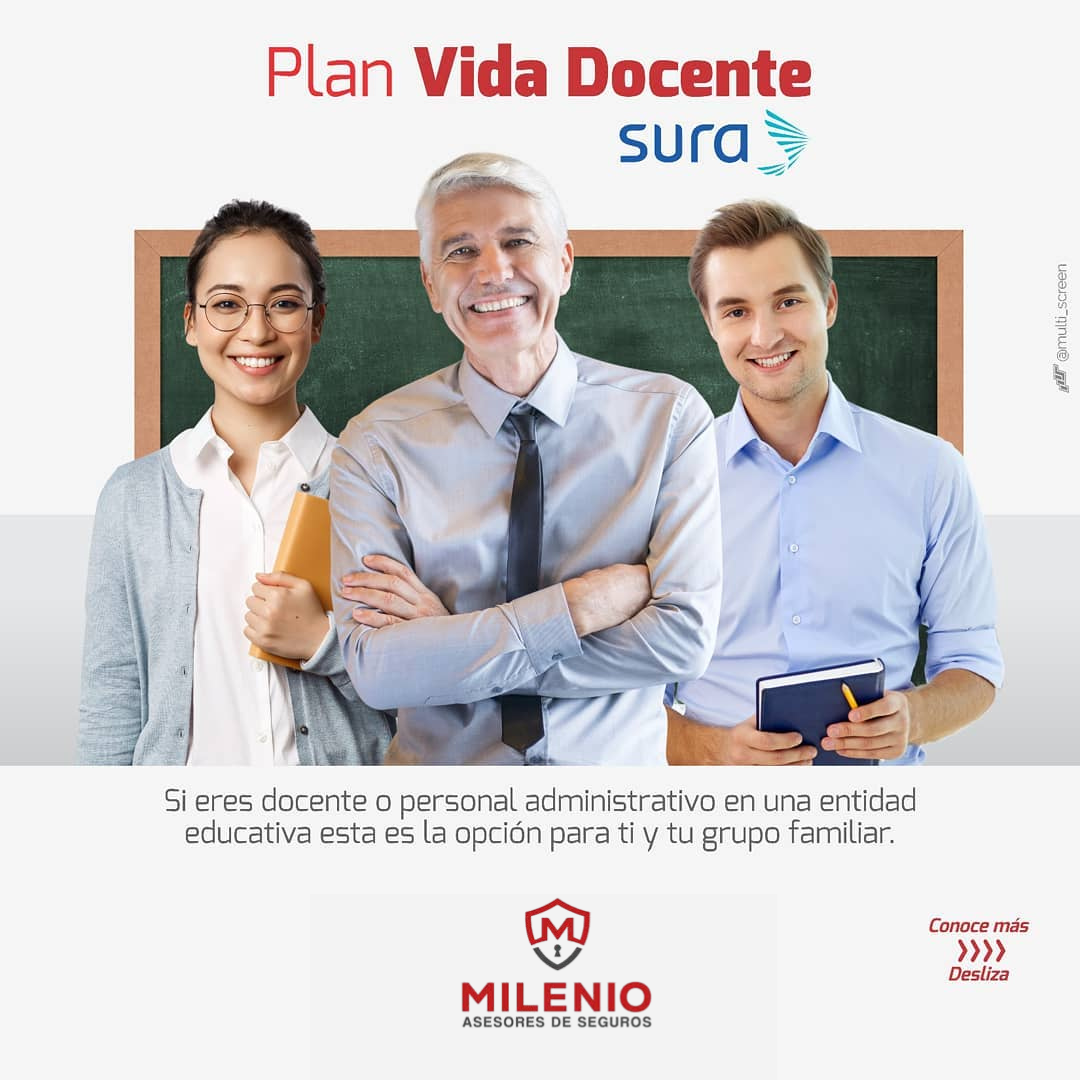 Plan Vida Docente
sura
@multi_screen
Si eres docente o personal administrativo en una entidad
educativa esta es la opción para ti y tu grupo familiar.
M
MILENIO
ASESORES DE SEGUROS
Conoce más
Desliza